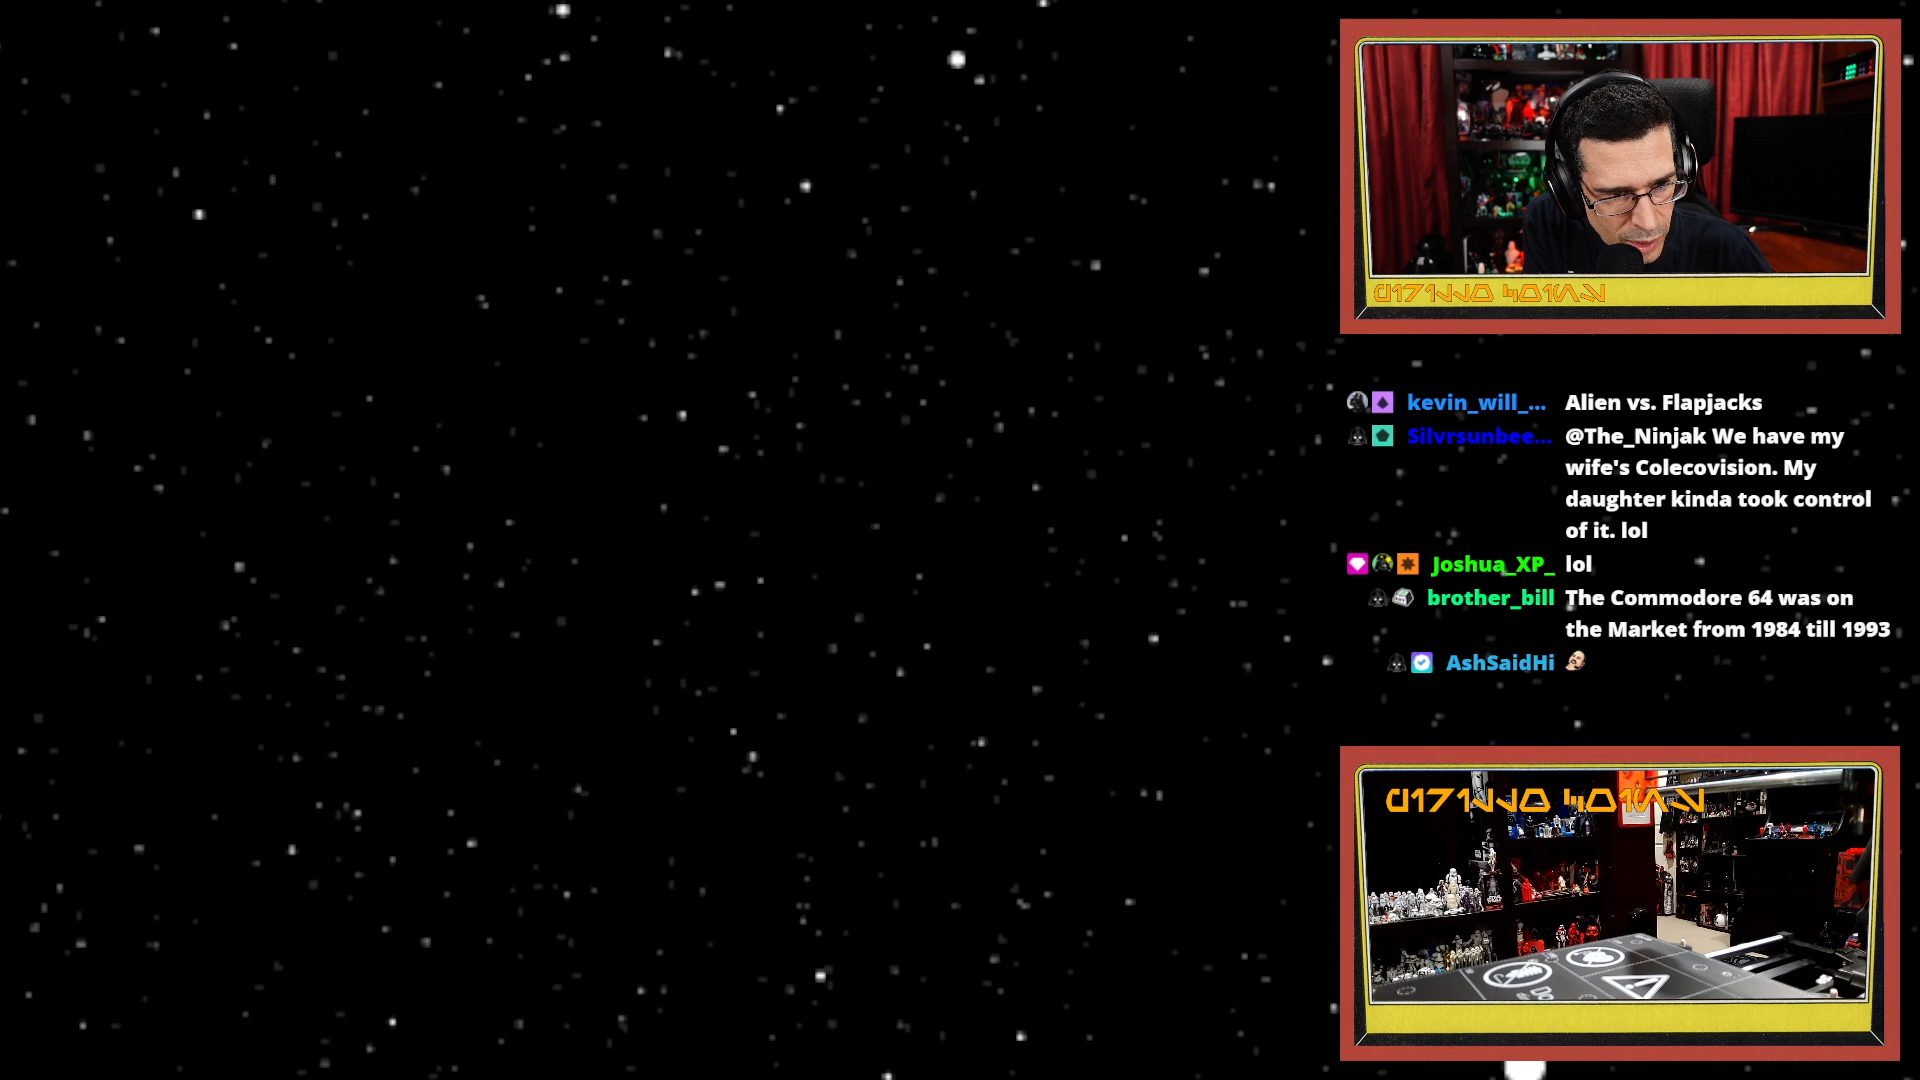 kevin_will_... Alien vs. Flapjacks
Silvrsunbee... @The_Ninjak We have my
wife's Colecovision. My
daughter kinda took control
of it. lol
Joshua_XP_ lol
brother_bill The Commodore 64 was on
the Market from 1984 till 1993
AshSaidHi